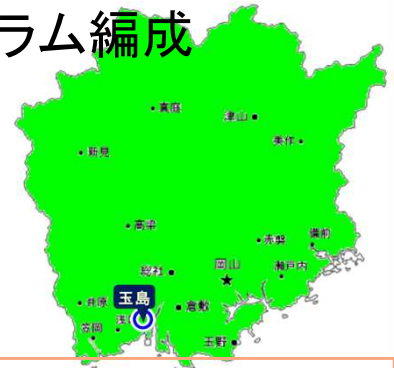 ラム編成
真庭
津山
美作
新見
高梁
赤磐
備前
総社
岡山
瀬戸内
玉島
井原
倉敷
浅
笠岡
玉野